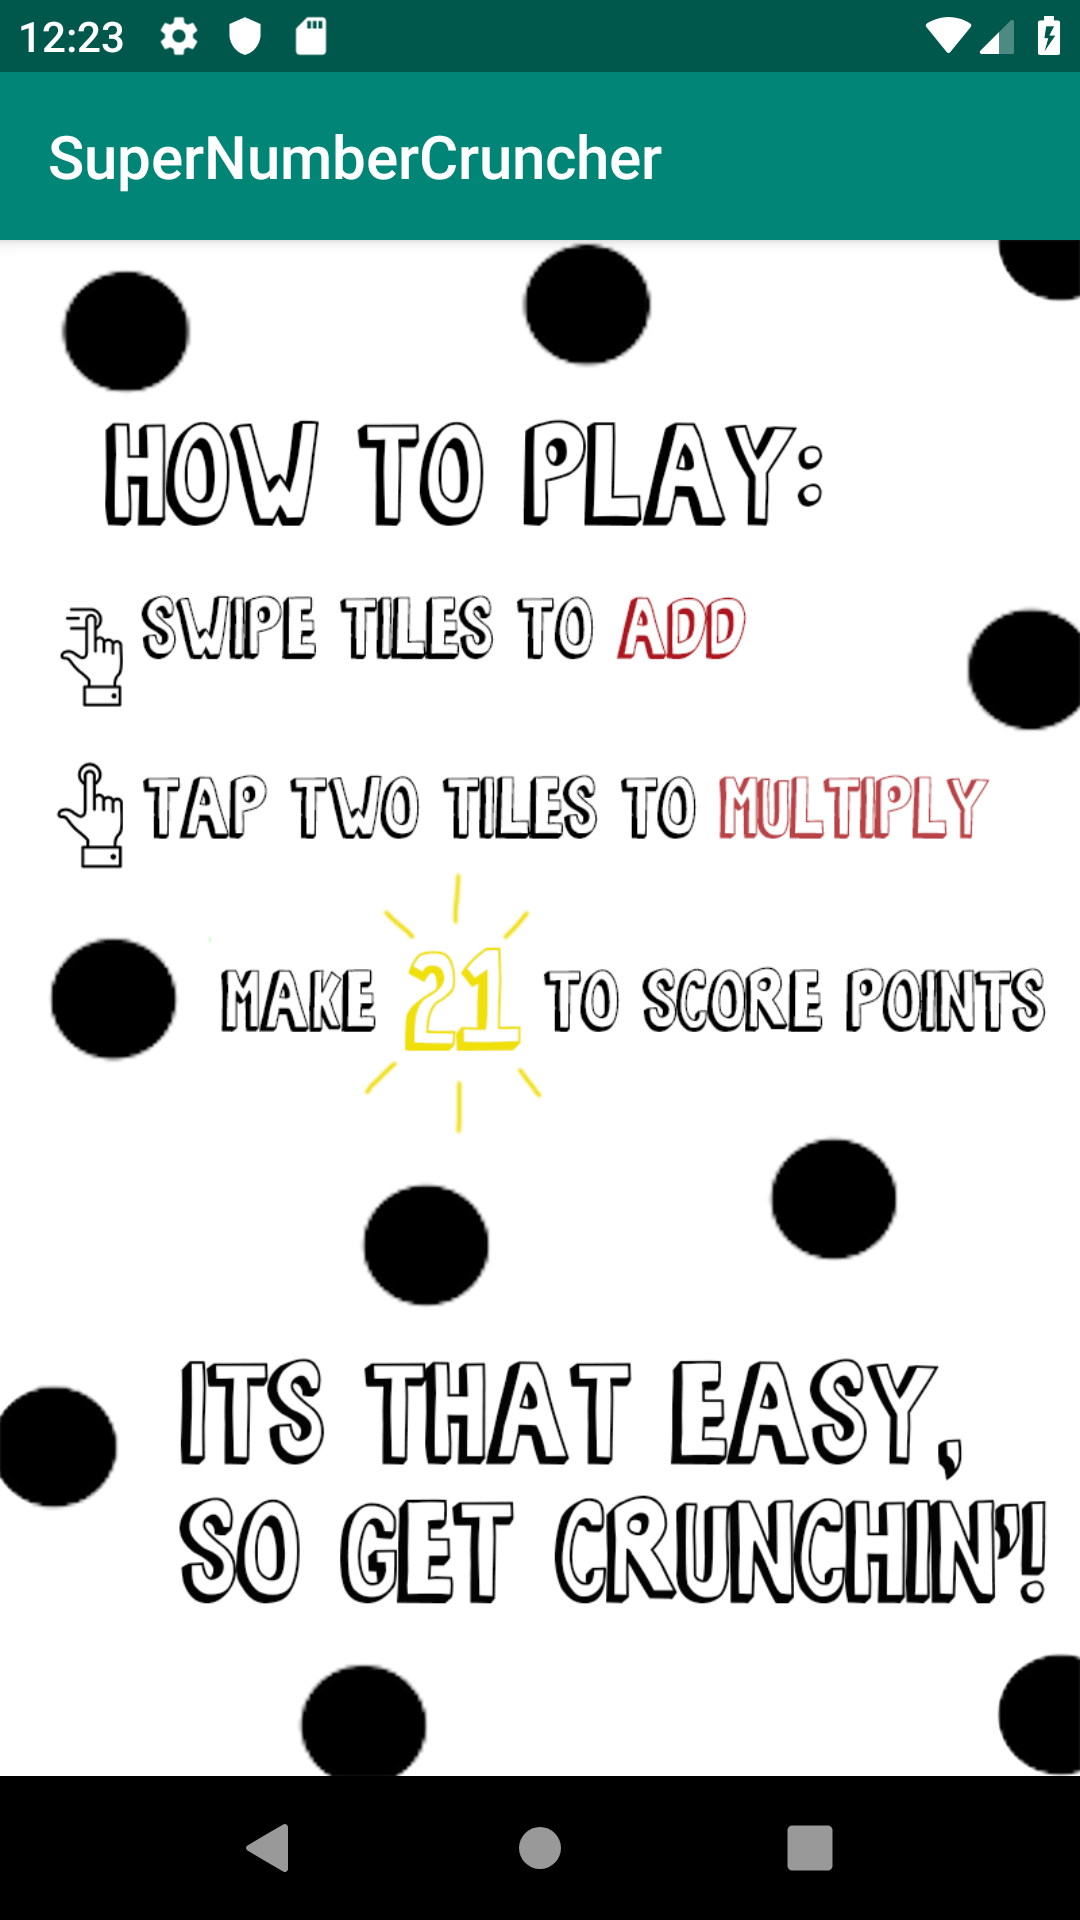 12:23
SuperNumberCruncher
HOW TO PLAY:
SWIPE TILES TO ADD
TAP TWO TILES TO MULTIPLY
MAKE 21 TO SCORE POINTS
ITS THAT EASY,
SO GET CRUNCHIN'!